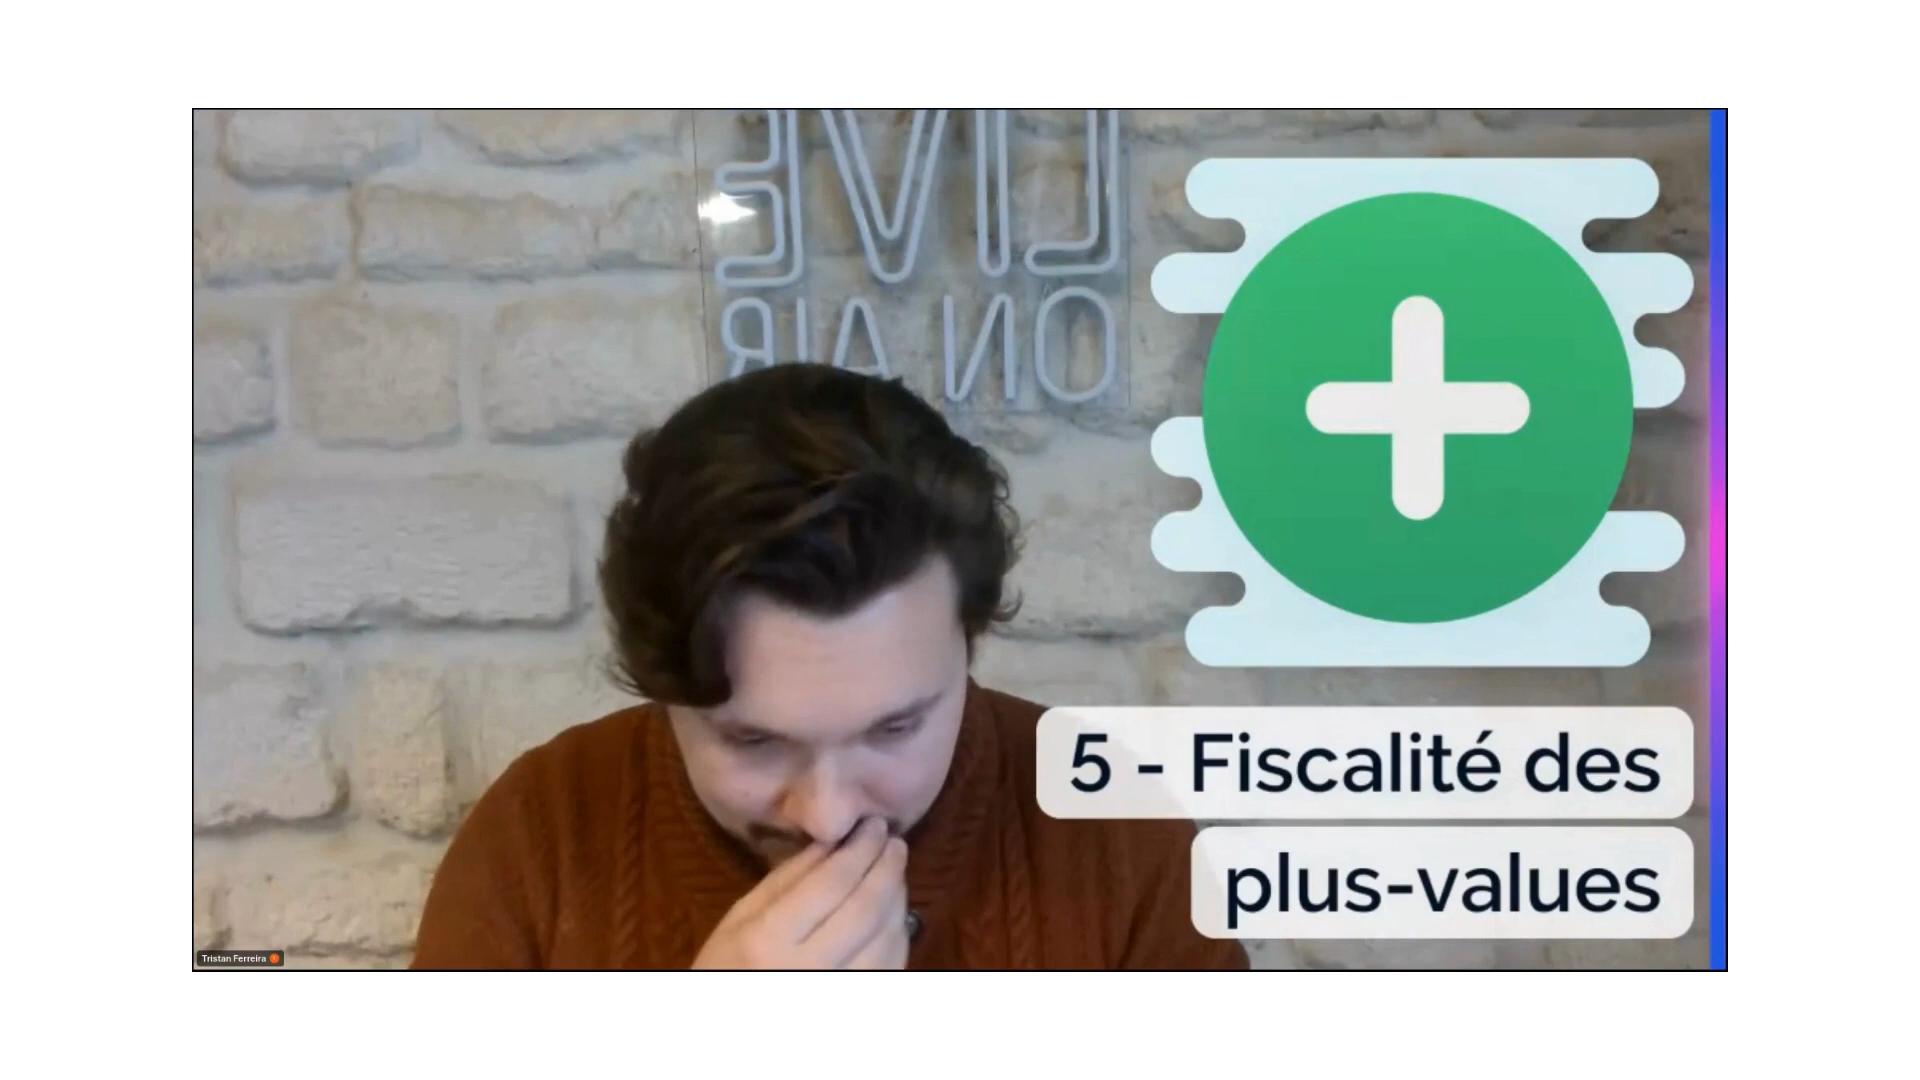 LIVE
ON AIR
5 - Fiscalité des
plus-values
Tristan Ferreira